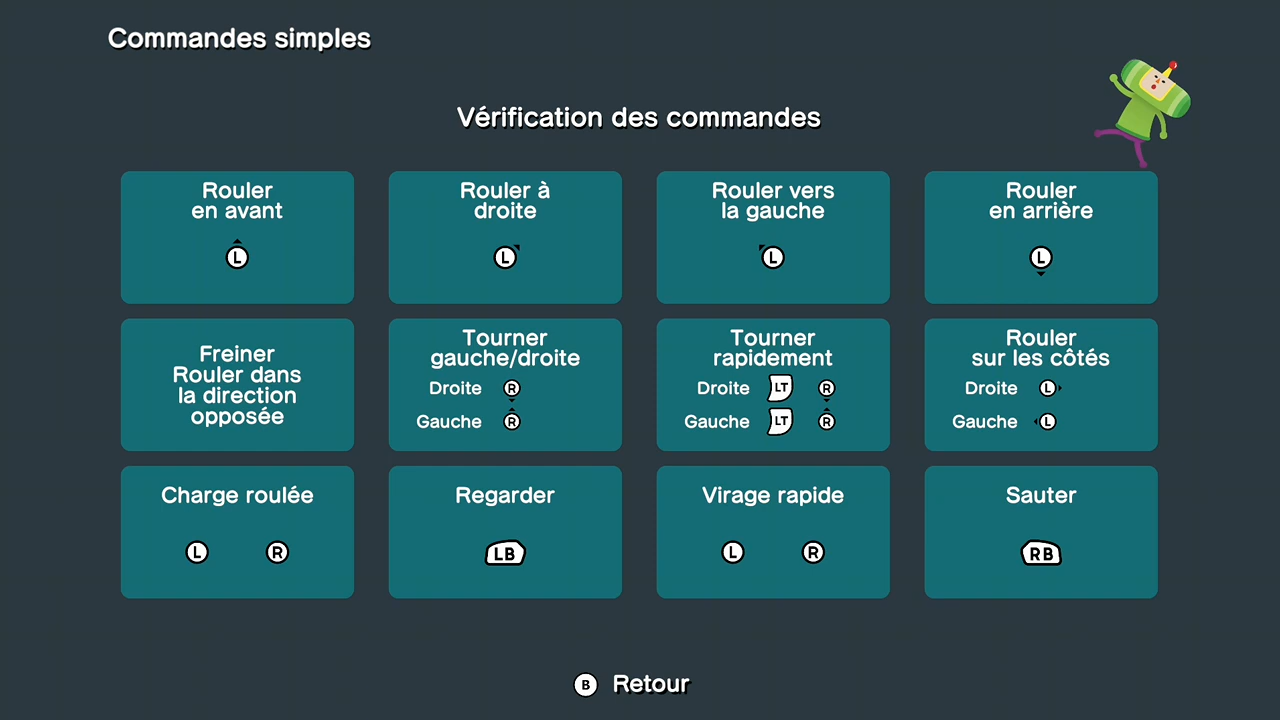 Commandes simples
Vérification des commandes
Rouler
en avant
L
Rouler à
droite
L
Rouler vers
la gauche
L
Rouler
en arrière
L
Freiner
Rouler dans
la direction
opposée
Tourner
gauche/droite
Droite R
Gauche R
Tourner
rapidement
Droite LT R
Gauche LT R
Rouler
sur les côtés
Droite L
Gauche L
Charge roulée
L R
Regarder
LB
Virage rapide
L R
Sauter
RB
B Retour